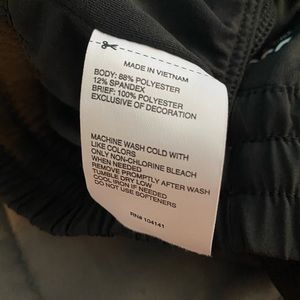 MADE IN VIETNAM
BODY: 88% POLYESTER
12% SPANDEX
BRIEF: 100% POLYESTER
EXCLUSIVE OF DECORATION
MACHINE WASH COLD WITH
LIKE COLORS
ONLY NON-CHLORINE BLEACH
WHEN NEEDED
REMOVE PROMPTLY AFTER WASH
TUMBLE DRY LOW
COOL IRON IF NEEDED
DO NOT USE SOFTENERS
RN# 104141